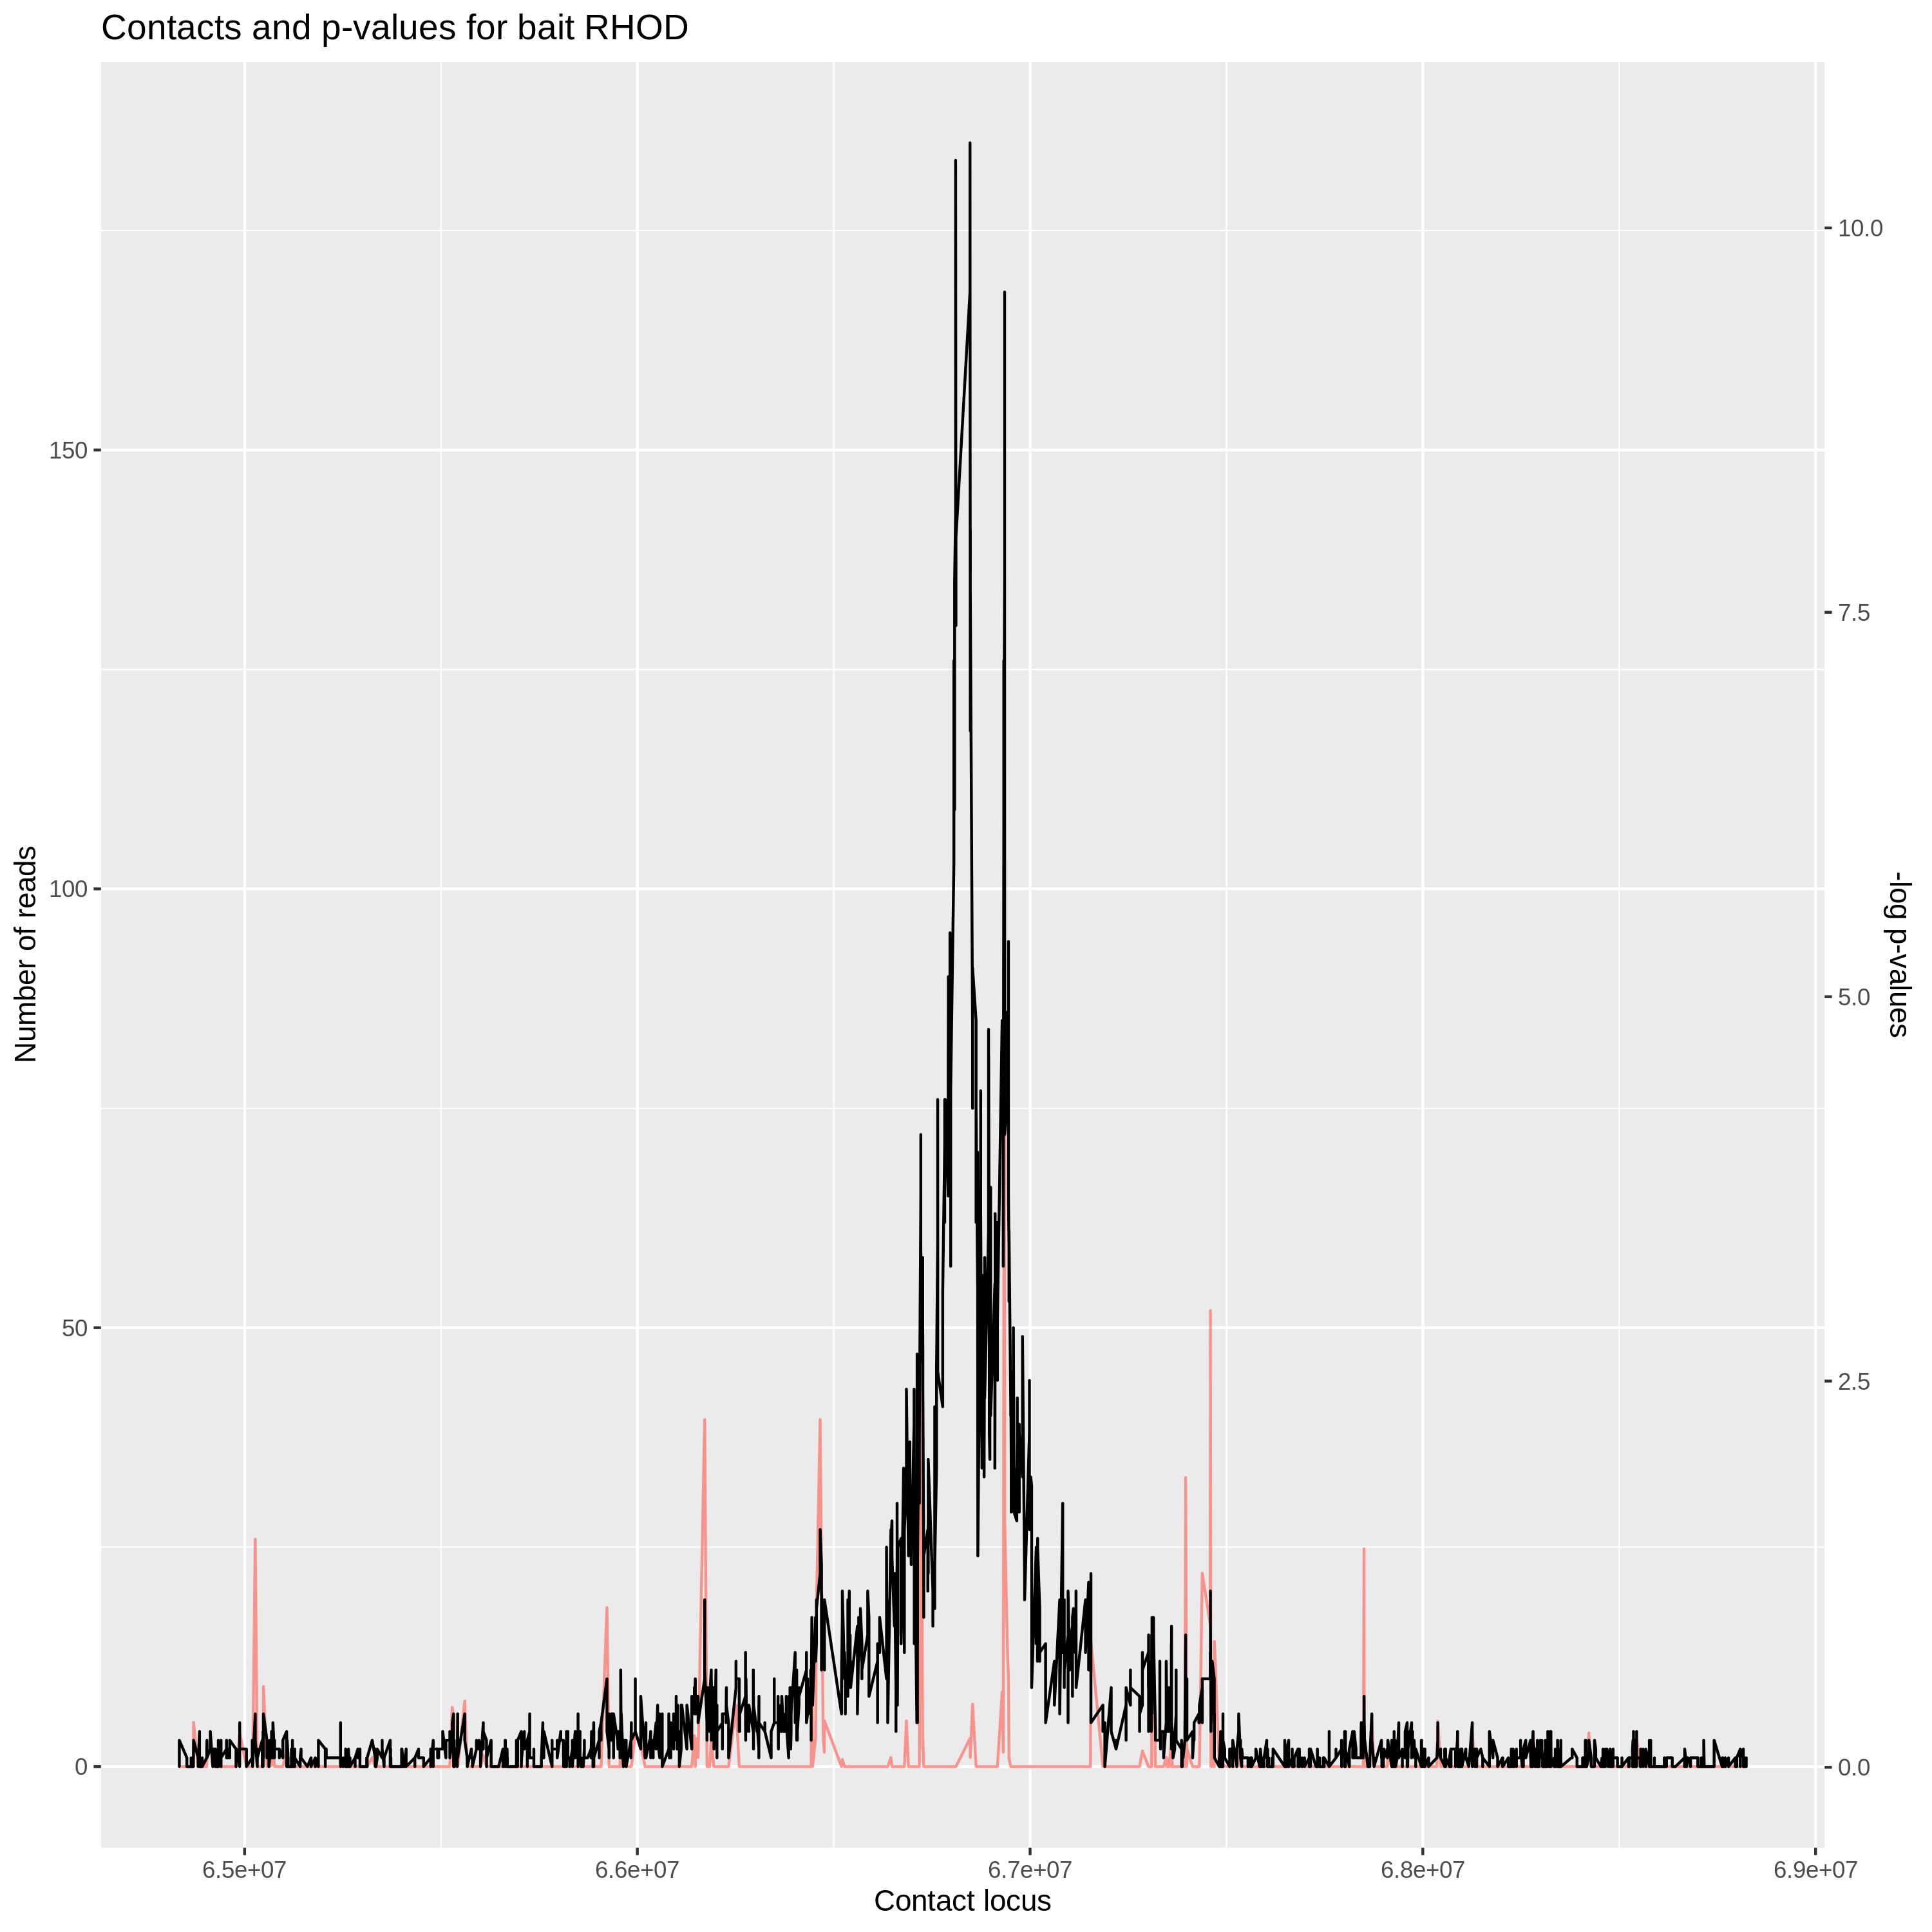 Contacts and p-values for bait RHOD
Number of reads
150
100
50
0
10.0
7.5
5.0
2.5
0.0
-log p-values
6.5e+07
6.6e+07
6.7e+07
6.8e+07
6.9e+07
Contact locus